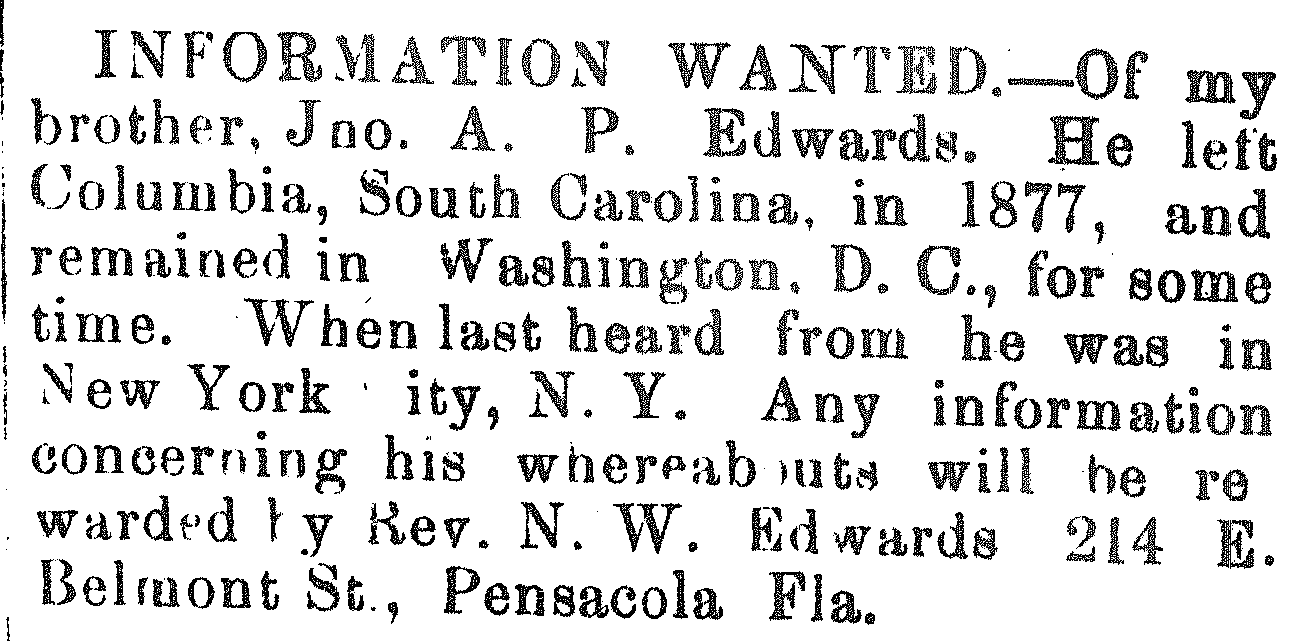 INFORMATION WANTED.—Of my
brother, Jno. A. P. Edwards. He left
Columbia, South Carolina, in 1877, and
remained in Washington, D. C., for some
time. When last heard from he was in
New York ity, N. Y. Any information
concerning his whereabouts will be re
warded by Rev. N. W. Edwards 214 E.
Belmont St., Pensacola Fla.